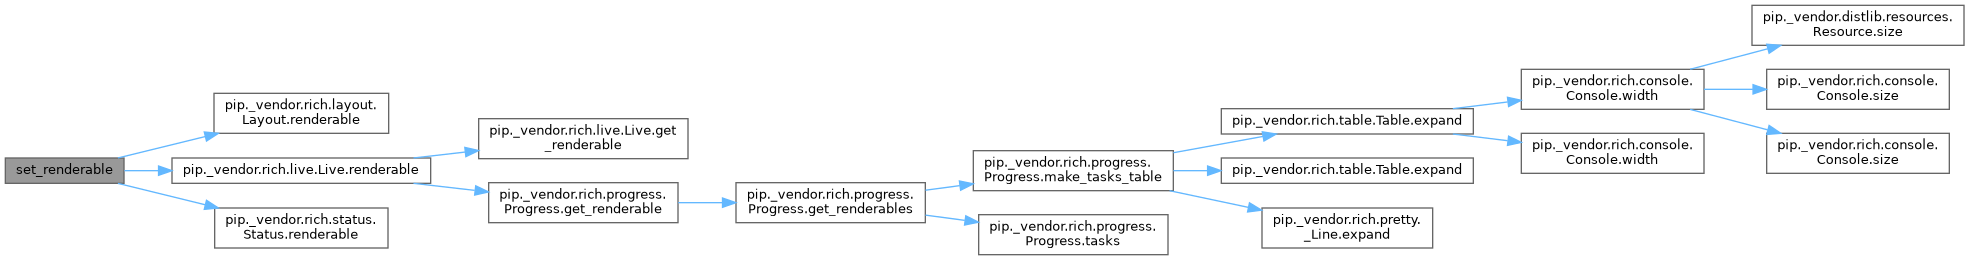 set_renderable
pip._vendor.rich.layout.
Layout.renderable
pip._vendor.rich.live.Live.renderable
pip._vendor.rich.status.
Status.renderable
pip._vendor.rich.live.Live.get
_renderable
pip._vendor.rich.progress.
Progress.get_renderable
pip._vendor.rich.progress.
Progress.get_renderables
pip._vendor.rich.progress.
Progress.make_tasks_table
pip._vendor.rich.progress.
Progress.tasks
pip._vendor.rich.table.Table.expand
pip._vendor.rich.table.Table.expand
pip._vendor.rich.pretty.
_Line.expand
pip._vendor.rich.console.
Console.width
pip._vendor.rich.console.
Console.width
pip._vendor.distlib.resources.
Resource.size
pip._vendor.rich.console.
Console.size
pip._vendor.rich.console.
Console.size